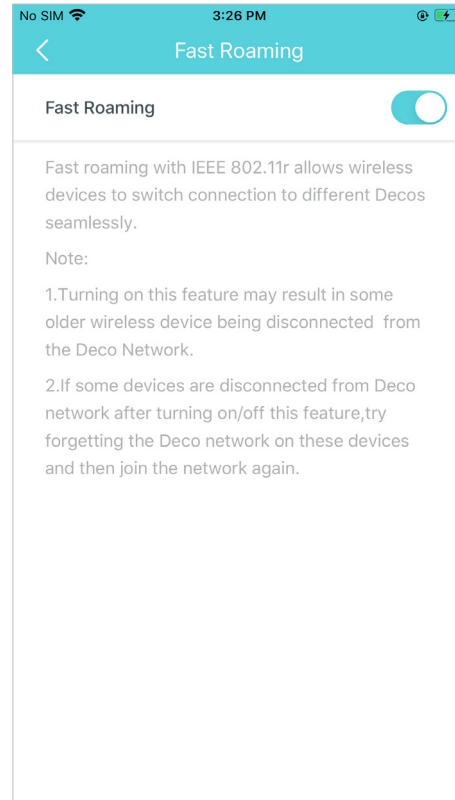 No SIM 3:26 PM
Fast Roaming
Fast Roaming
Fast roaming with IEEE 802.11r allows wireless
devices to switch connection to different Decos
seamlessly.
Note:
1.Turning on this feature may result in some
older wireless device being disconnected  from
the Deco Network.
2.If some devices are disconnected from Deco
network after turning on/off this feature,try
forgetting the Deco network on these devices
and then join the network again.